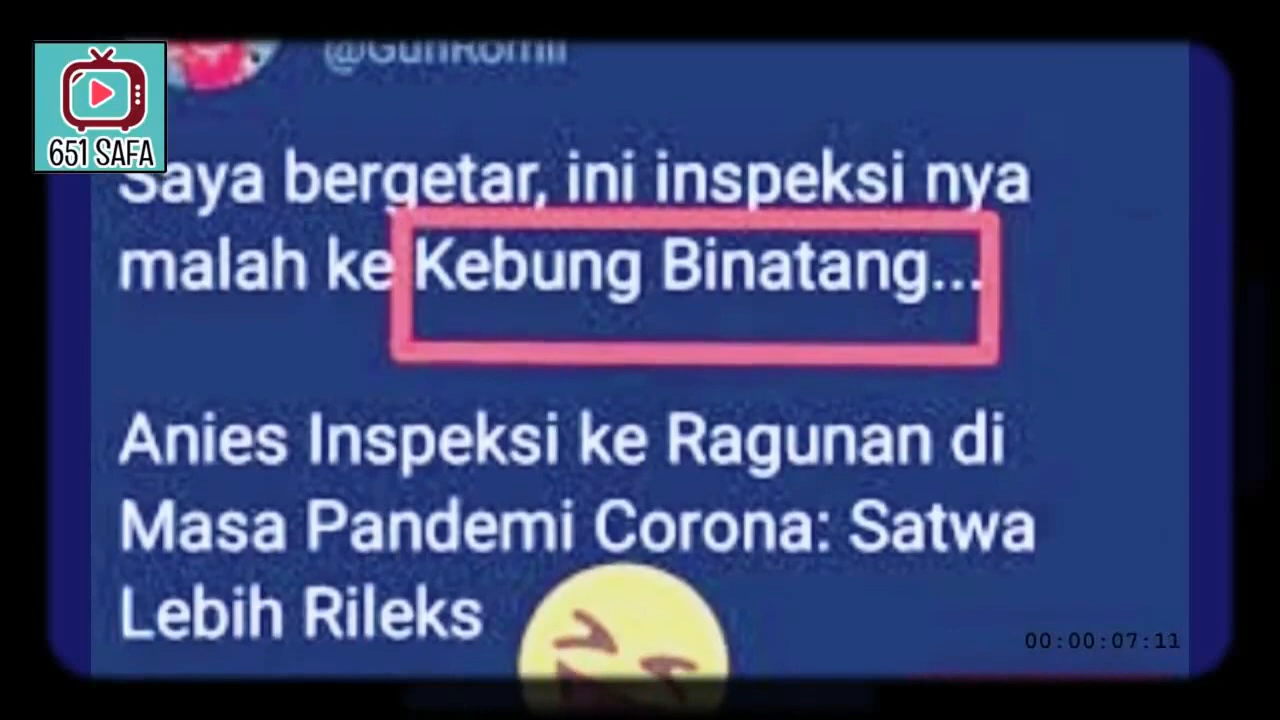 @GunRomli
651 SAFA
Saya bergetar, ini inspeksi nya
malah ke Kebung Binatang...
Anies Inspeksi ke Ragunan di
Masa Pandemi Corona: Satwa
Lebih Rileks
00:00:07:11